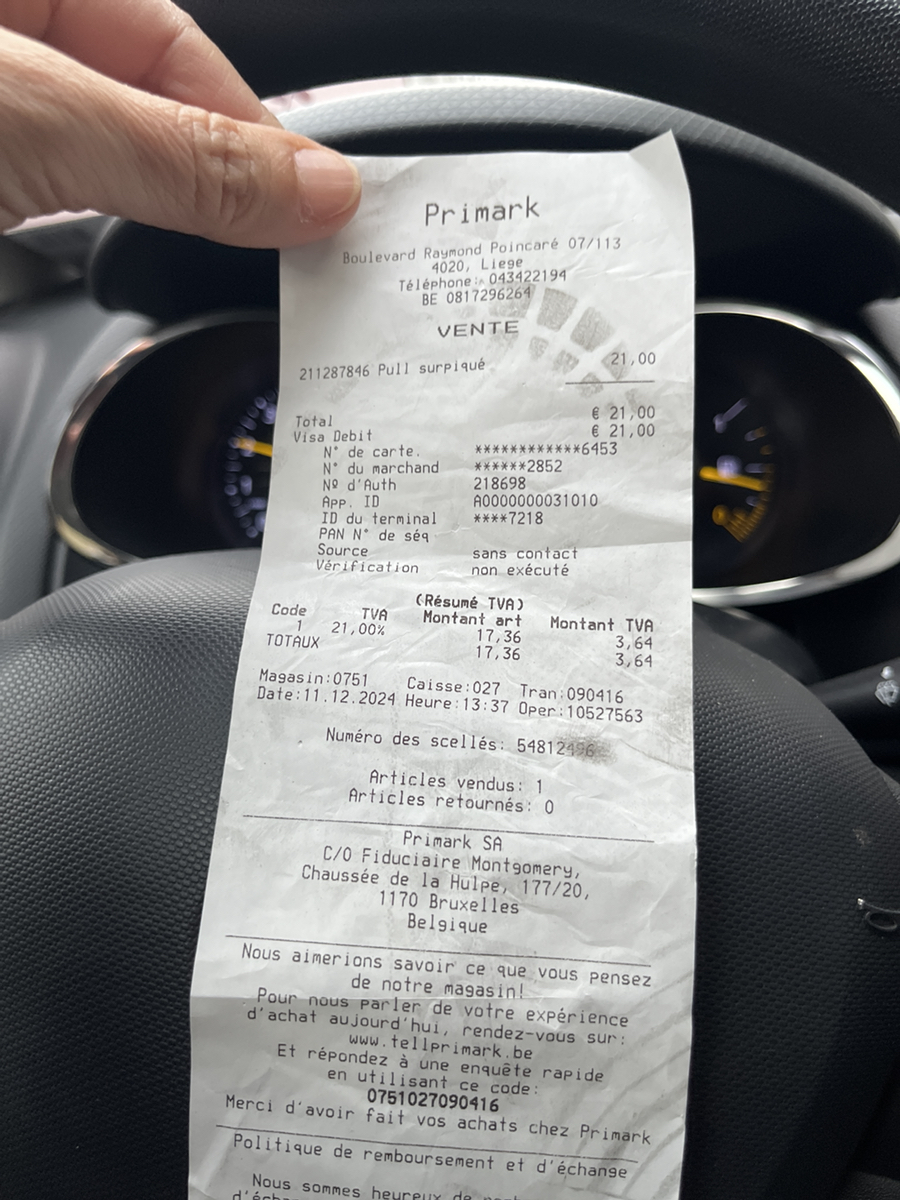 Primark
Boulevard Raymond Poincaré 07/113
4020, Liege
Téléphone: 043422194
BE 0817296264
VENTE
211287846 Pull surpiqué 21,00
Total € 21,00
Visa Debit € 21,00
N° de carte. ************6453
N° du marchand ******2852
Nº d'Auth 218698
App. ID A0000000031010
ID du terminal ****7218
PAN N° de séq
Source sans contact
Vérification non exécuté
(Résumé TVA)
Code TVA Montant art Montant TVA
1 21,00% 17,36 3,64
TOTAUX 17,36 3,64
Magasin:0751 Caisse:027 Tran:090416
Date:11.12.2024 Heure:13:37 Oper:10527563
Numéro des scellés:
Articles vendus: 1
Articles retournés: 0
Primark SA
C/O Fiduciaire Montgomery,
Chaussée de la Hulpe, 177/20,
1170 Bruxelles
Belgique
Nous aimerions savoir ce que vous pensez
de notre magasin!
Pour nous parler de votre expérience
d'achat aujourd'hui, rendez-vous sur:
www.tellprimark.be
Et répondez à une enquête rapide
en utilisant ce code:
0751027090416
Merci d'avoir fait vos achats chez Primark
Politique de remboursement et d'échange
Nous sommes heureux de